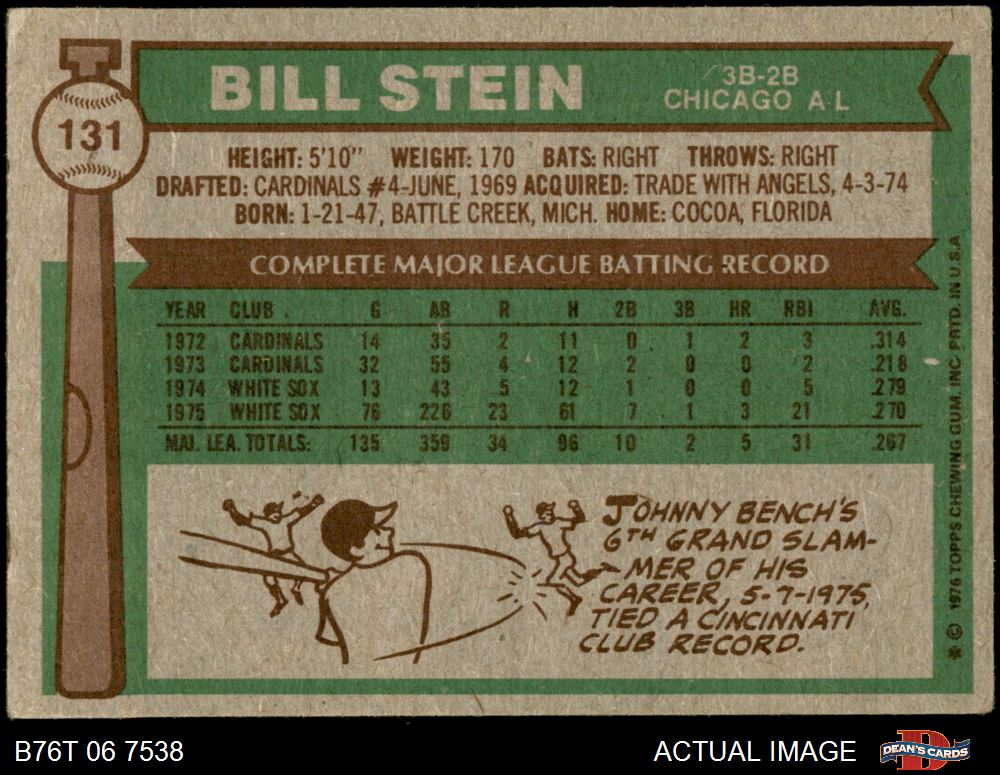 131
BILL STEIN
3B-2B
CHICAGO A L
HEIGHT: 5'10" WEIGHT: 170 BATS: RIGHT THROWS: RIGHT
DRAFTED: CARDINALS #4-JUNE, 1969 ACQUIRED: TRADE WITH ANGELS, 4-3-74
BORN: 1-21-47, BATTLE CREEK, MICH. HOME: COCOA, FLORIDA
COMPLETE MAJOR LEAGUE BATTING RECORD
YEAR CLUB G AB R H 2B 3B HR RBI AVG.
1972 CARDINALS 14 35 2 11 0 1 2 3 .314
1973 CARDINALS 32 55 4 12 2 0 0 2 .218
1974 WHITE SOX 13 43 5 12 1 0 0 5 .279
1975 WHITE SOX 76 226 23 61 7 1 3 21 .270
MAJ. LEA. TOTALS: 135 359 34 96 10 2 5 31 .267
JOHNNY BENCH'S
6TH GRAND SLAM-
MER OF HIS
CAREER, 5-7-1975,
TIED A CINCINNATI
CLUB RECORD.
* © 1976 TOPPS CHEWING GUM, INC PRTD. IN U S.A
B76T 06 7538
ACTUAL IMAGE
D
DEAN'S CARDS